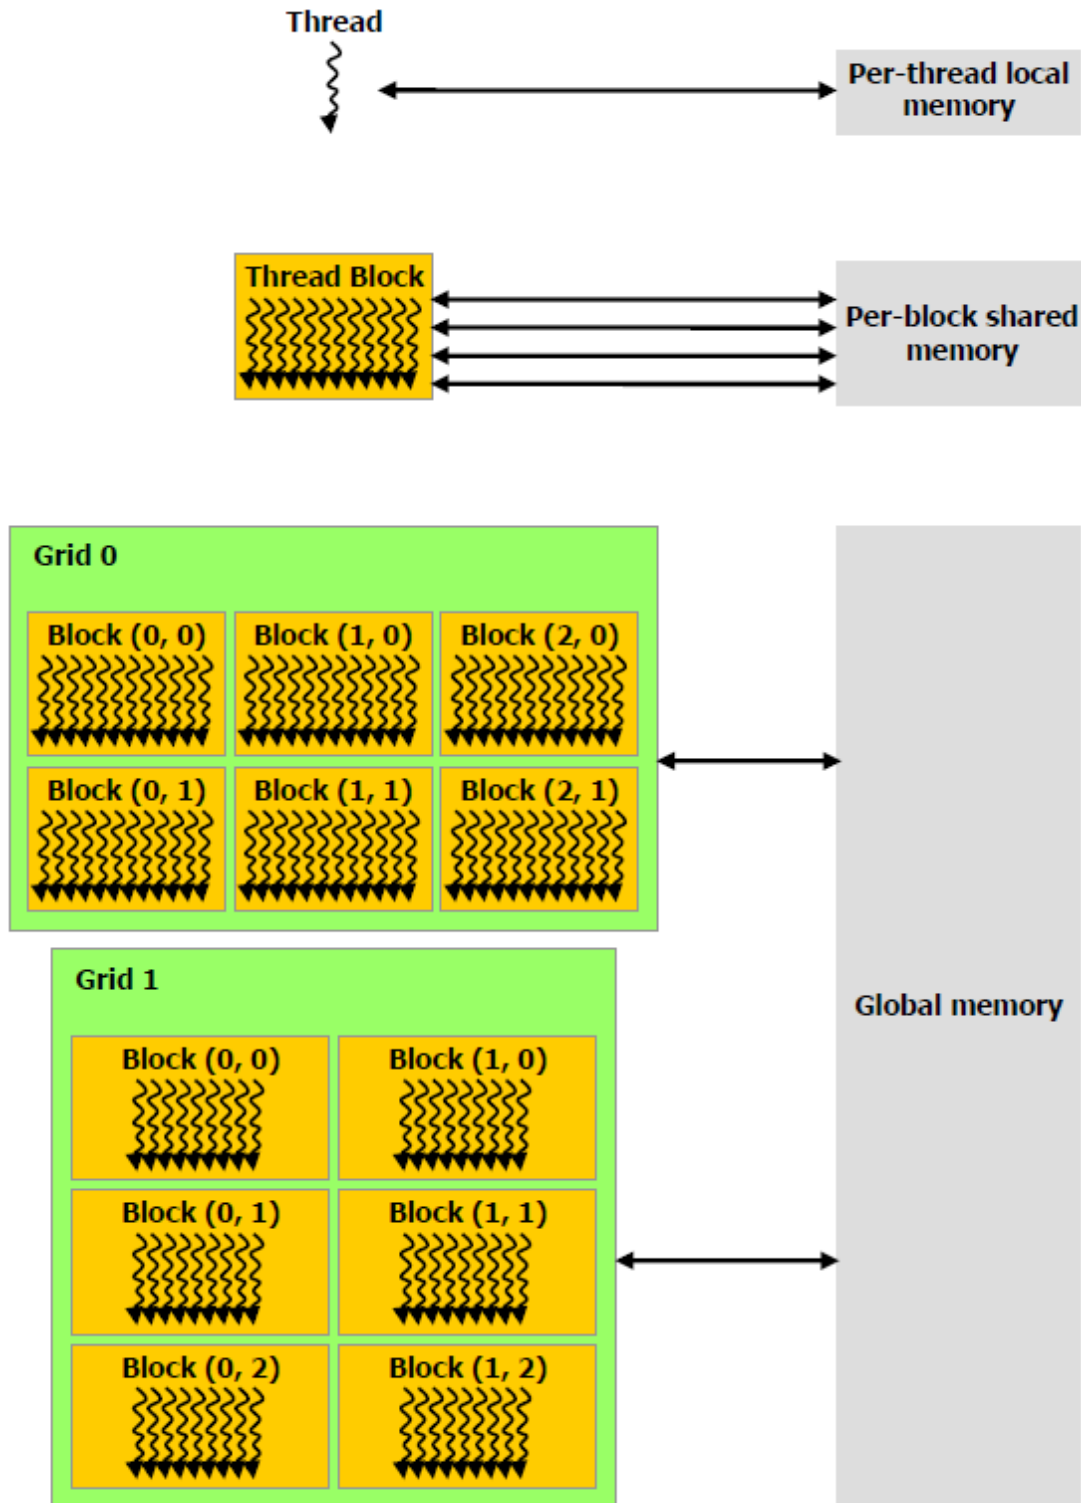 Thread
Per-thread local
memory
Thread Block
Per-block shared
memory
Grid 0
Block (0, 0)
Block (1, 0)
Block (2, 0)
Block (0, 1)
Block (1, 1)
Block (2, 1)
Grid 1
Global memory
Block (0, 0)
Block (1, 0)
Block (0, 1)
Block (1, 1)
Block (0, 2)
Block (1, 2)